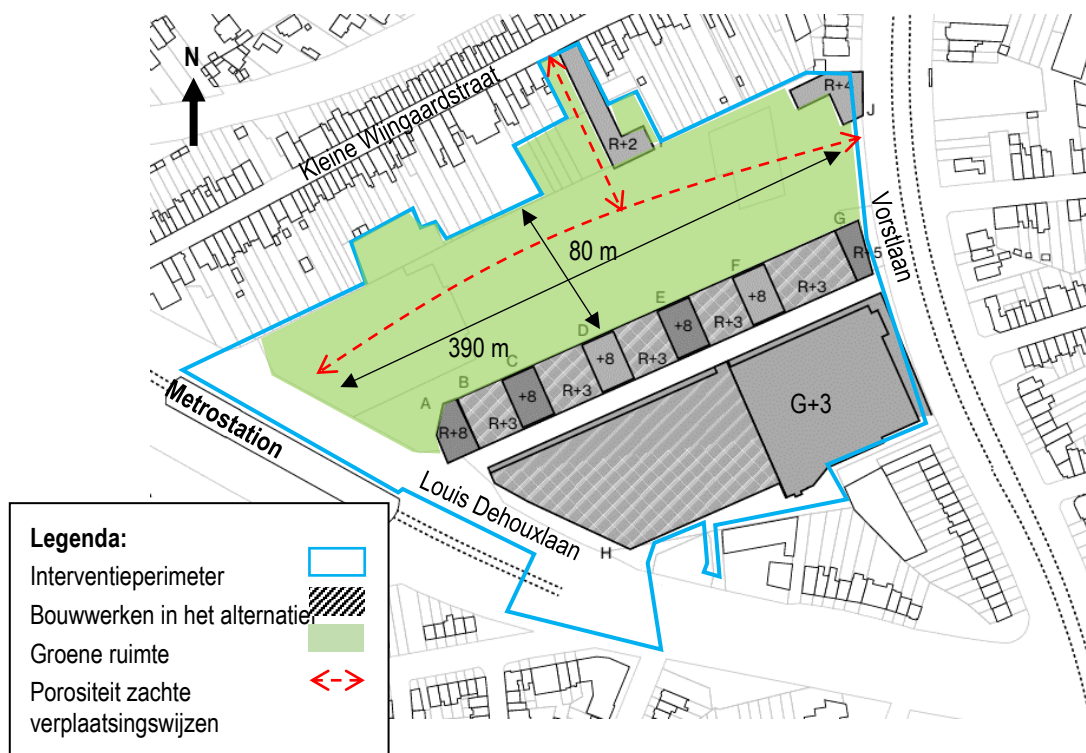 N
Kleine Wijngaardstraat
R+4
J
R+2
Vorstlaan
80 m
G
R+5
F
+8
R+3
E
+8
R+3
D
+8
R+3
390 m
C
+8
R+3
B
R+3
A
R+8
G+3
Metrostation
Louis Dehouxlaan
H
Legenda:
Interventieperimeter
Bouwwerken in het alternatief
Groene ruimte
Porositeit zachte
verplaatsingswijzen